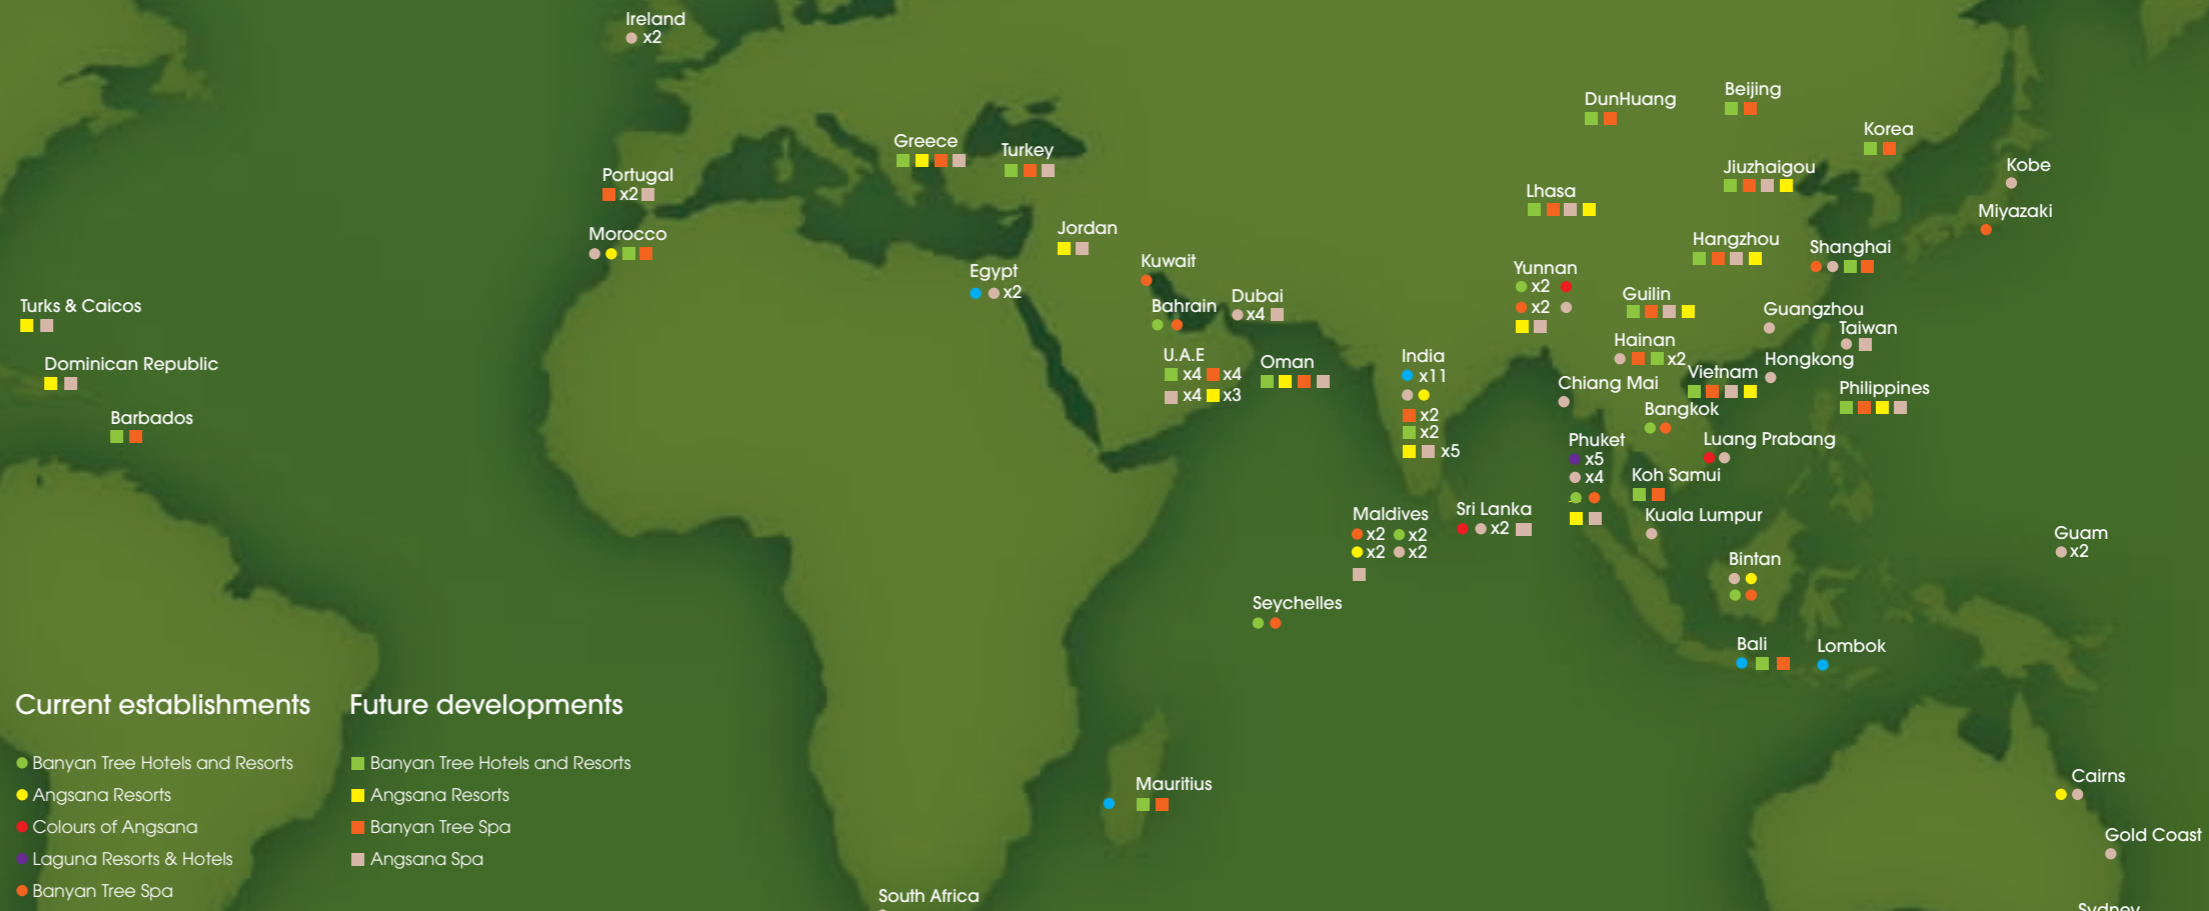 Ireland
x2
DunHuang
Beijing
Korea
Greece
Turkey
Kobe
Portugal
x2
Jiuzhaigou
Lhasa
Miyazaki
Morocco
Jordan
Hangzhou
Shanghai
Egypt
x2
Kuwait
Yunnan
x2
x2
Turks & Caicos
Bahrain
Dubai
x4
Guilin
Guangzhou
Taiwan
Hainan
x2
Hongkong
U.A.E
x4 x4
x4 x3
Oman
India
x11
x2
x2
x5
Dominican Republic
Chiang Mai
Vietnam
Philippines
Barbados
Bangkok
Phuket
x5
x4
Luang Prabang
Koh Samui
Maldives
x2 x2
x2 x2
Sri Lanka
x2
Kuala Lumpur
Guam
x2
Bintan
Seychelles
Bali
Lombok
Current establishments
Banyan Tree Hotels and Resorts
Angsana Resorts
Colours of Angsana
Laguna Resorts & Hotels
Banyan Tree Spa
Future developments
Banyan Tree Hotels and Resorts
Angsana Resorts
Banyan Tree Spa
Angsana Spa
Mauritius
Cairns
Gold Coast
South Africa
Sydney